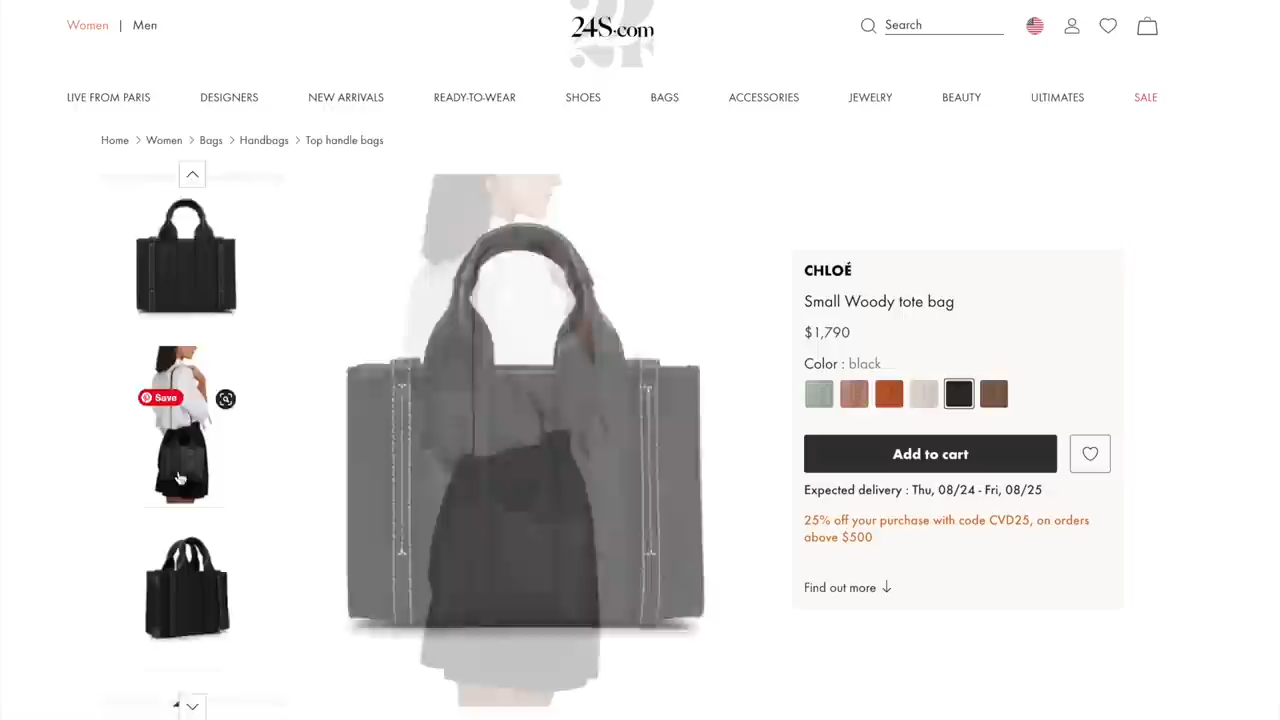 Women | Men
24S.com
Search
LIVE FROM PARIS
DESIGNERS
NEW ARRIVALS
READY-TO-WEAR
SHOES
BAGS
ACCESSORIES
JEWELRY
BEAUTY
ULTIMATES
SALE
Home > Women > Bags > Handbags > Top handle bags
Save
CHLOÉ
Small Woody tote bag
$1,790
Color : black
Add to cart
Expected delivery : Thu, 08/24 - Fri, 08/25
25% off your purchase with code CVD25, on orders
above $500
Find out more ↓